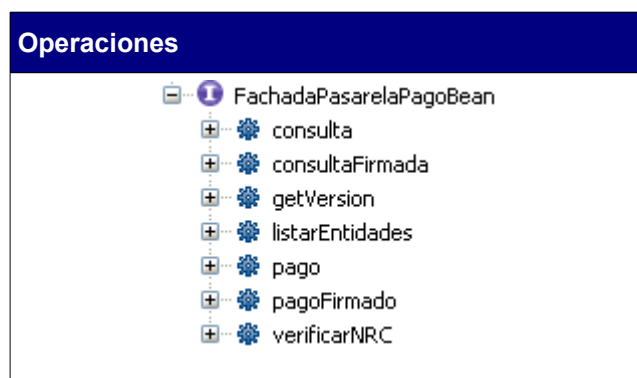 Operaciones
FachadaPasarelaPagoBean
consulta
consultaFirmada
getVersion
listarEntidades
pago
pagoFirmado
verificarNRC